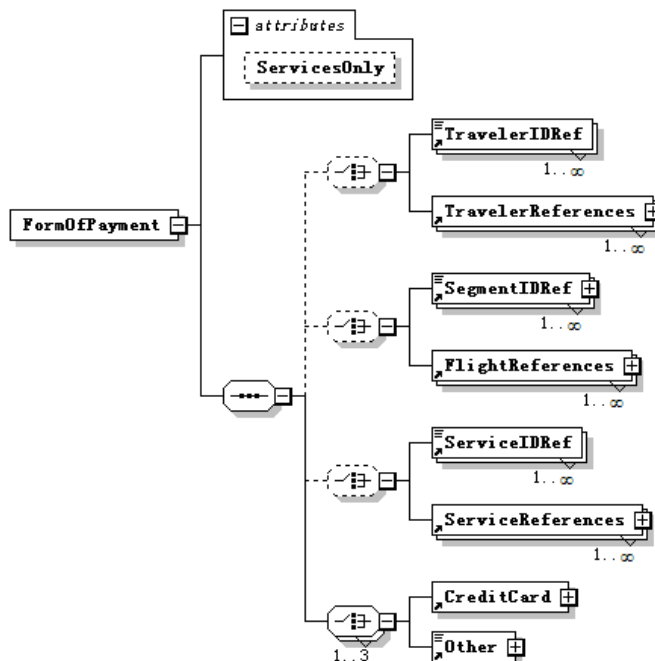 attributes
ServicesOnly
TravelerIDRef
1..∞
TravelerReferences
1..∞
FormOfPayment
SegmentIDRef
1..∞
FlightReferences
1..∞
ServiceIDRef
1..∞
ServiceReferences
1..∞
CreditCard
Other
1..3